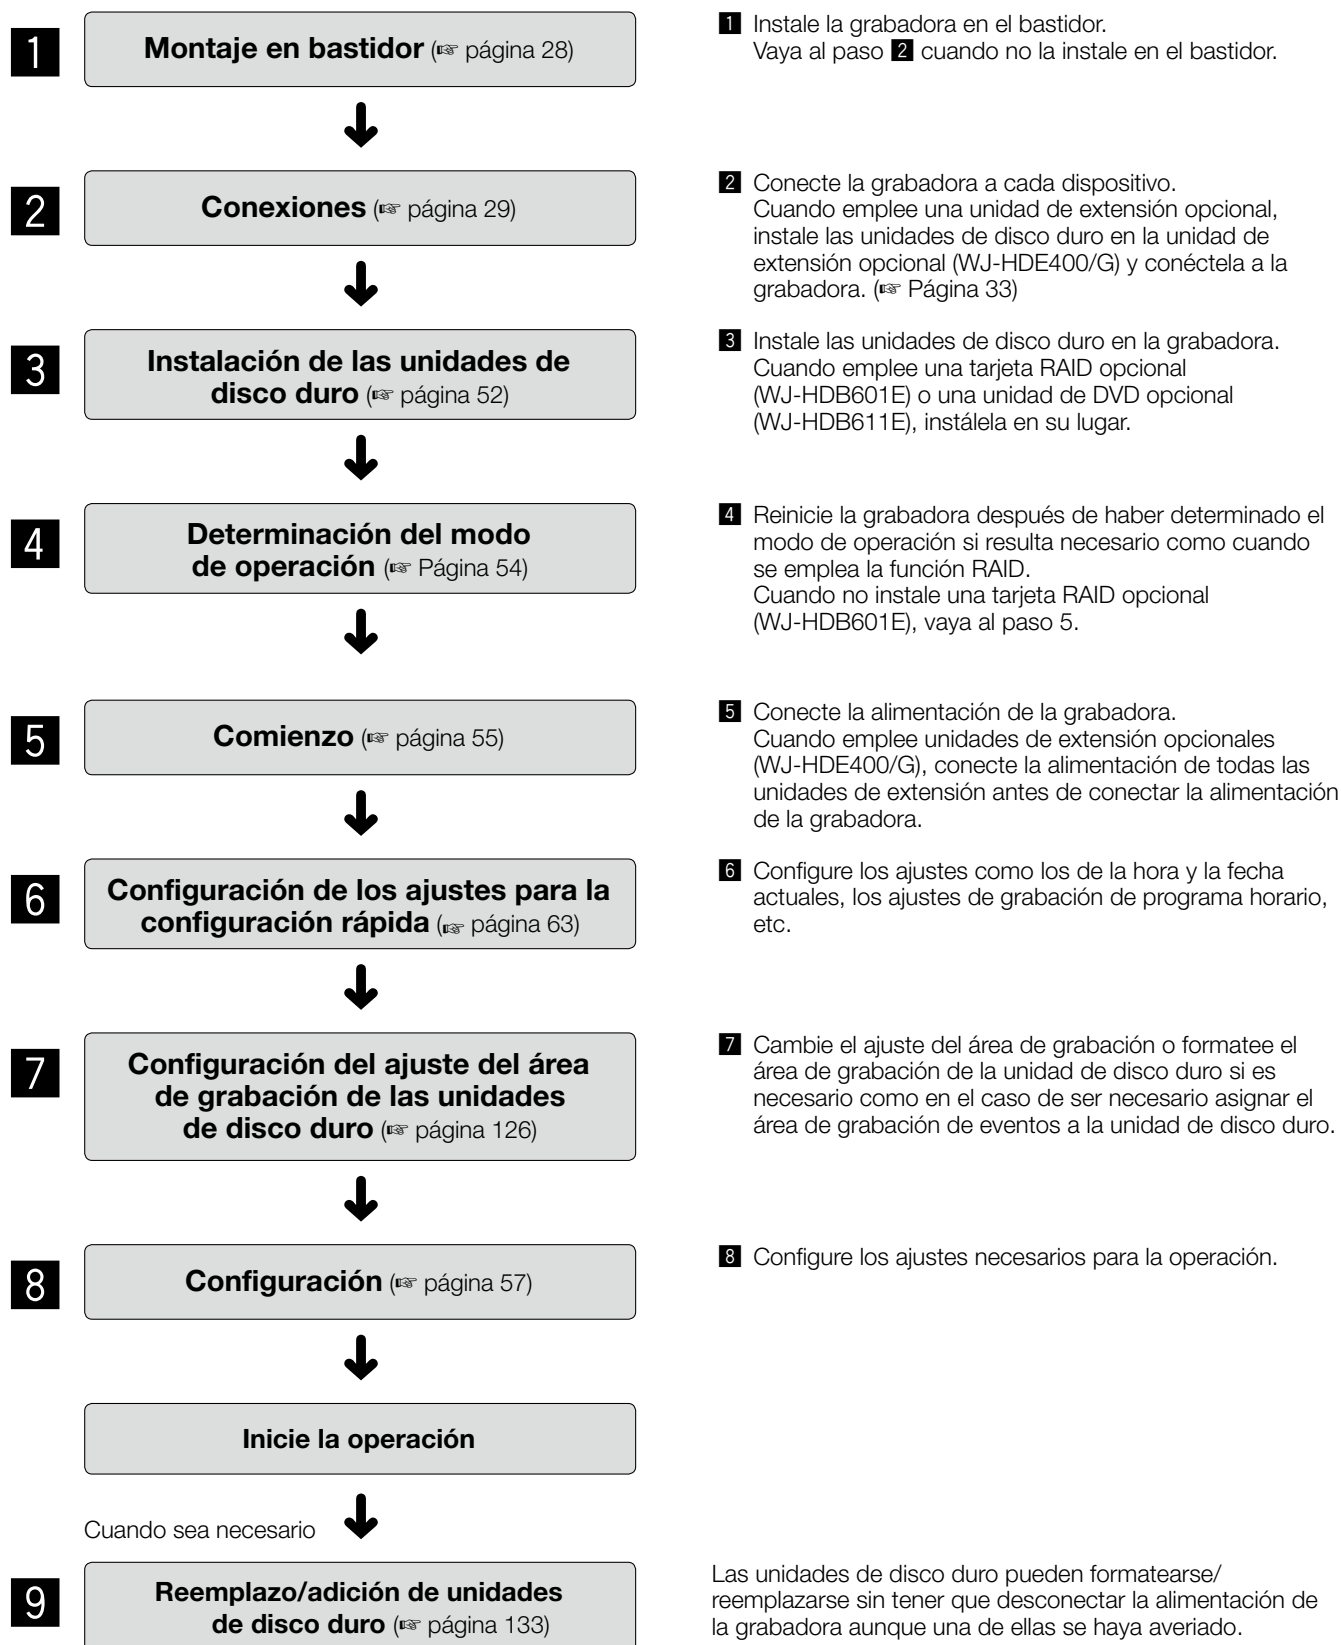 1
Montaje en bastidor (☞ página 28)
1 Instale la grabadora en el bastidor.
Vaya al paso 2 cuando no la instale en el bastidor.
2
Conexiones (☞ página 29)
2 Conecte la grabadora a cada dispositivo.
Cuando emplee una unidad de extensión opcional,
instale las unidades de disco duro en la unidad de
extensión opcional (WJ-HDE400/G) y conéctela a la
grabadora. (☞ Página 33)
3
Instalación de las unidades de
disco duro (☞ página 52)
3 Instale las unidades de disco duro en la grabadora.
Cuando emplee una tarjeta RAID opcional
(WJ-HDB601E) o una unidad de DVD opcional
(WJ-HDB611E), instálela en su lugar.
4
Determinación del modo
de operación (☞ Página 54)
4 Reinicie la grabadora después de haber determinado el
modo de operación si resulta necesario como cuando
se emplea la función RAID.
Cuando no instale una tarjeta RAID opcional
(WJ-HDB601E), vaya al paso 5.
5
Comienzo (☞ página 55)
5 Conecte la alimentación de la grabadora.
Cuando emplee unidades de extensión opcionales
(WJ-HDE400/G), conecte la alimentación de todas las
unidades de extensión antes de conectar la alimentación
de la grabadora.
6
Configuración de los ajustes para la
configuración rápida (☞ página 63)
6 Configure los ajustes como los de la hora y la fecha
actuales, los ajustes de grabación de programa horario,
etc.
7
Configuración del ajuste del área
de grabación de las unidades
de disco duro (☞ página 126)
7 Cambie el ajuste del área de grabación o formatee el
área de grabación de la unidad de disco duro si es
necesario como en el caso de ser necesario asignar el
área de grabación de eventos a la unidad de disco duro.
8
Configuración (☞ página 57)
8 Configure los ajustes necesarios para la operación.
Inicie la operación
Cuando sea necesario
9
Reemplazo/adición de unidades
de disco duro (☞ página 133)
Las unidades de disco duro pueden formatearse/
reemplazarse sin tener que desconectar la alimentación de
la grabadora aunque una de ellas se haya averiado.